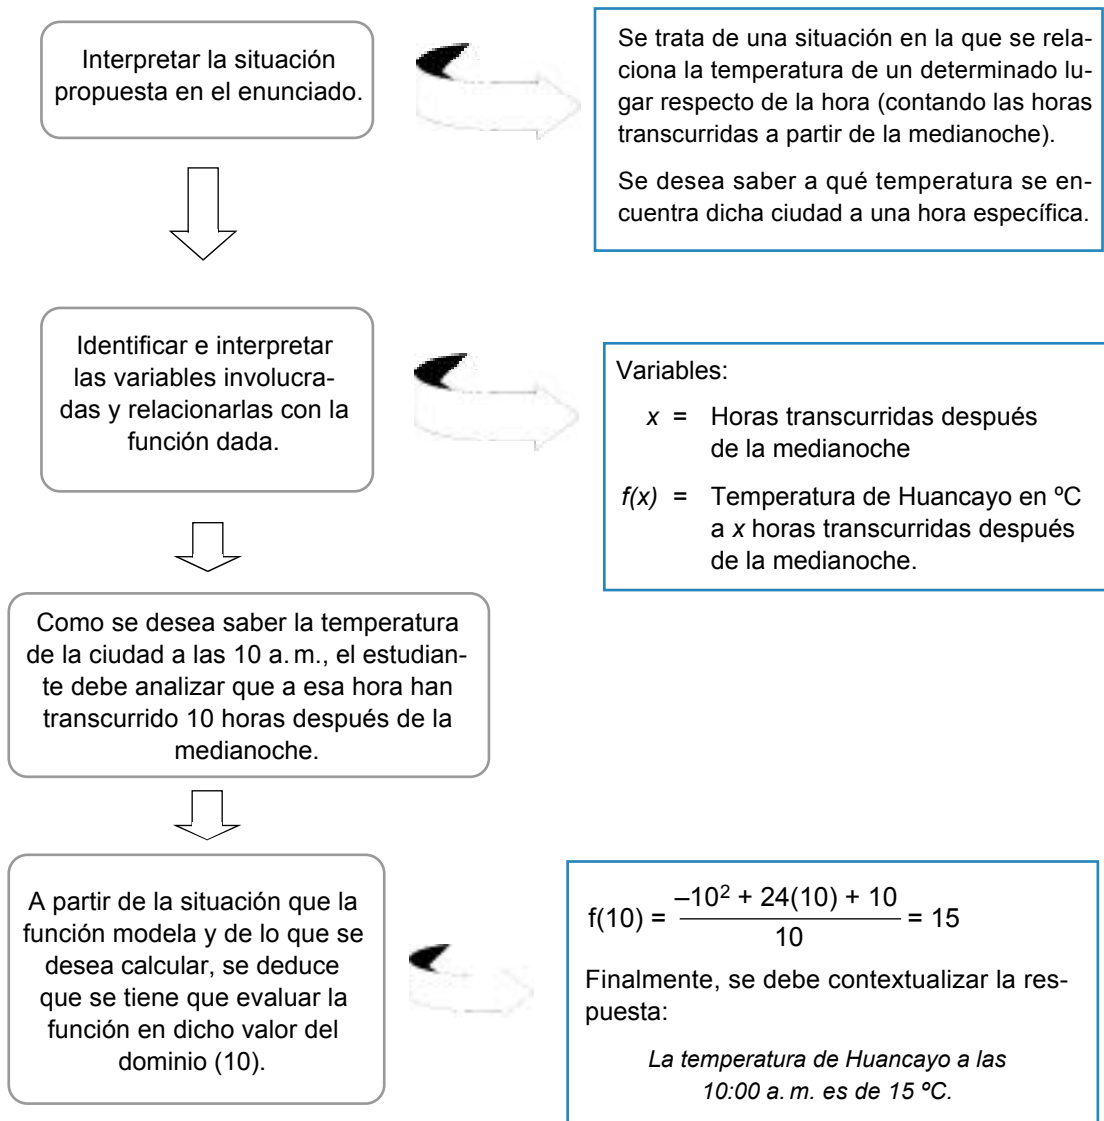 Interpretar la situación
propuesta en el enunciado.
Se trata de una situación en la que se rela-
ciona la temperatura de un determinado lu-
gar respecto de la hora (contando las horas
transcurridas a partir de la medianoche).
Se desea saber a qué temperatura se en-
cuentra dicha ciudad a una hora específica.
Identificar e interpretar
las variables involucra-
das y relacionarlas con la
función dada.
Variables:
x = Horas transcurridas después
de la medianoche
f(x) = Temperatura de Huancayo en ºC
a x horas transcurridas después
de la medianoche.
Como se desea saber la temperatura
de la ciudad a las 10 a. m., el estudian-
te debe analizar que a esa hora han
transcurrido 10 horas después de la
medianoche.
A partir de la situación que la
función modela y de lo que se
desea calcular, se deduce
que se tiene que evaluar la
función en dicho valor del
dominio (10).
f(10) = –10² + 24(10) + 10 / 10 = 15
Finalmente, se debe contextualizar la res-
puesta:
La temperatura de Huancayo a las
10:00 a. m. es de 15 ºC.